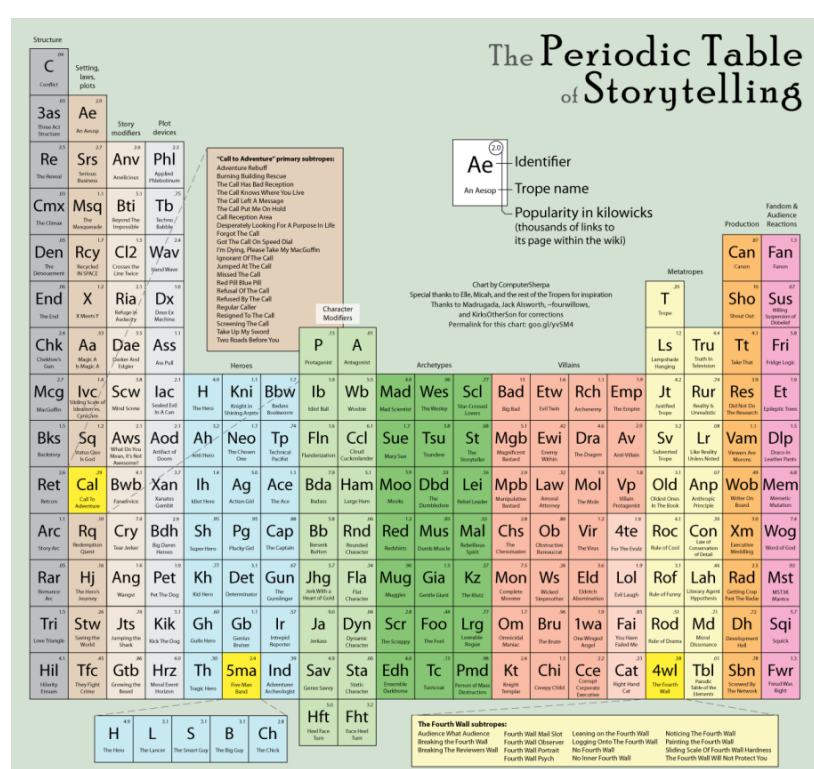 The Periodic Table
of Storytelling
Structure
C
Conflict
Setting,
laws,
plots
3as
Three Act
Structure
Ae
2.0
An Aesop
Story
modifiers
Plot
devices
Re
The Reveal
Srs
Serious
Business
Anv
Anvilicious
Phl
Applied
Phlebotinum
Cmx
The Climax
Msq
The
Masquerade
Bti
Beyond The
Impossible
Tb
Techno
Babble
Den
The
Dénouement
Rcy
Recycled
IN SPACE
Cl2
Crosses the
Line Twice
Wav
Hand Wave
End
The End
X
X Meets Y
Ria
Refuge in
Audacity
Dx
Deus Ex
Machina
Chk
Chekhov's
Gun
Aa
Magic A
Is Magic A
Dae
Darker And
Edgier
Ass
Ass Pull
"Call to Adventure" primary subtropes:
Adventure Rebuff
Burning Building Rescue
The Call Has Bad Reception
The Call Knows Where You Live
The Call Left A Message
The Call Put Me On Hold
Call Reception Area
Desperately Looking For A Purpose In Life
Forgot The Call
Got The Call On Speed Dial
I'm Dying, Please Take My MacGuffin
Ignorant Of The Call
Jumped At The Call
Missed The Call
Red Pill Blue Pill
Refusal Of The Call
Refused By The Call
Regular Caller
Resigned To The Call
Screening The Call
Take Up My Sword
Two Roads Before You
2.0
Ae
An Aesop
Identifier
Trope name
Popularity in kilowicks
(thousands of links to
its page within the wiki)
Chart by ComputerSherpa
Special thanks to Elle, Micah, and the rest of the Tropers for inspiration
Thanks to Madrugada, Jack Alsworth, ~fourwillows,
and KirksOtherSon for corrections
Permalink for this chart: goo.gl/yvSM4
Production
Fandom &
Audience
Reactions
Can
Canon
Fan
Fanon
Metatropes
T
Trope
Sho
Shout Out
Sus
Willing
Suspension of
Disbelief
Character
Modifiers
P
Protagonist
A
Antagonist
Ls
Lampshade
Hanging
Tru
Truth In
Television
Tt
Take That
Fri
Fridge Logic
Heroes
Archetypes
Villains
Mcg
MacGuffin
Ivc
Sliding Scale of
Idealism vs.
Cynicism
Scw
Mind Screw
Iac
Sealed Evil
In A Can
H
The Hero
Kni
Knight in
Shining Armor
Bbw
Badass
Bookworm
Ib
Idiot Ball
Wb
Woobie
Mad
Mad Scientist
Wes
The Wesley
Scl
Star Crossed
Lovers
Bad
Big Bad
Etw
Evil Twin
Rch
Archenemy
Emp
The Empire
Jt
Justified
Trope
Rur
Reality Is
Unrealistic
Res
Did Not Do
The Research
Et
Epileptic Trees
Bks
Backstory
Sq
Status Quo
Is God
Aws
What Do You
Mean, It's Not
Awesome?
Aod
Artifact of
Doom
Ah
Anti Hero
Neo
The Chosen
One
Tp
Technical
Pacifist
Fln
Flanderization
Ccl
Cloud
Cuckoolander
Sue
Mary Sue
Tsu
Tsundere
St
The
Storyteller
Mgb
Magnificent
Bastard
Ewi
Enemy
Within
Dra
The Dragon
Av
Anti-Villain
Sv
Subverted
Trope
Lr
Like Reality
Unless Noted
Vam
Viewers Are
Morons
Dlp
Draco in
Leather Pants
Ret
Retcon
Cal
Call To
Adventure
Bwb
Fanservice
Xan
Xanatos
Gambit
Ih
Idiot Hero
Ag
Action Girl
Ace
The Ace
Bda
Badass
Ham
Large Ham
Moo
Mooks
Dbd
The
Dumbledore
Lei
Rebel Leader
Mpb
Manipulative
Bastard
Law
Amoral
Attorney
Mol
The Mole
Vp
Villain
Protagonist
Old
Oldest Ones
In The Book
Anp
Anthropic
Principle
Wob
Writer On
Board
Mem
Memetic
Mutation
Arc
Story Arc
Rq
Redemption
Quest
Cry
Tear Jerker
Bdh
Big Damn
Heroes
Sh
Super Hero
Pg
Plucky Girl
Cap
The Captain
Bb
Berserk
Button
Rnd
Rounded
Character
Red
Redshirts
Mus
Dumb Muscle
Mal
Rebellious
Spirit
Chs
The
Chessmaster
Ob
Obstructive
Bureaucrat
Vir
The Virus
4te
For The Evulz
Roc
Rule of Cool
Con
Law of
Conservation
of Detail
Xm
Executive
Meddling
Wog
Word of God
Rar
Romance
Arc
Hj
The Hero's
Journey
Ang
Wangst
Pet
Pet The Dog
Kh
Kid Hero
Det
Determinator
Gun
The
Gunslinger
Jhg
Jerk With a
Heart of Gold
Fla
Flat
Character
Mug
Muggles
Gia
Gentle Giant
Kz
The Klutz
Mon
Complete
Monster
Ws
Wicked
Stepmother
Eld
Eldritch
Abomination
Lol
Evil Laugh
Rof
Rule of Funny
Lah
Literary Agent
Hypothesis
Rad
Getting Crap
Past The Radar
Mst
MST3K
Mantra
Tri
Love Triangle
Stw
Saving the
World
Jts
Jumping the
Shark
Kik
Kick The Dog
Gh
Guile Hero
Gb
Genius
Bruiser
Ir
Intrepid
Reporter
Ja
Jerkass
Dyn
Dynamic
Character
Scr
The Scrappy
Foo
The Fool
Lrg
Loveable
Rogue
Om
Omnicidal
Maniac
Bru
The Brute
1wa
One Winged
Angel
Fai
You Have
Failed Me
Rod
Rule of Drama
Md
Moral
Dissonance
Dh
Development
Hell
Sqi
Squick
Hil
Hilarity
Ensues
Tfc
They Fight
Crime
Gtb
Growing the
Beard
Hrz
Moral Event
Horizon
Th
Tragic Hero
5ma
Five Man
Band
Ind
Adventurer
Archeologist
Sav
Genre Savvy
Sta
Static
Character
Edh
Ensemble
Darkhorse
Tc
Turncoat
Pmd
Person of Mass
Destruction
Kt
Knight
Templar
Chi
Creepy Child
Cce
Corrupt
Corporate
Executive
Cat
Right Hand
Cat
4wl
The Fourth
Wall
Tbl
Periodic
Table of the
Elements
Sbn
Screwed By
The Network
Fwr
Fwead Was
Right
Hft
Heel Face
Turn
Fht
Face Heel
Turn
H
The Hero
L
The Lancer
S
The Smart Guy
B
The Big Guy
Ch
The Chick
The Fourth Wall subtropes:
Audience What Audience
Breaking the Fourth Wall
Breaking The Reviewers Wall
Fourth Wall Mail Slot
Fourth Wall Observer
Fourth Wall Portrait
Fourth Wall Psych
Leaning on the Fourth Wall
Logging Onto The Fourth Wall
No Fourth Wall
No Inner Fourth Wall
Noticing The Fourth Wall
Painting the Fourth Wall
Sliding Scale Of Fourth Wall Hardness
The Fourth Wall Will Not Protect You